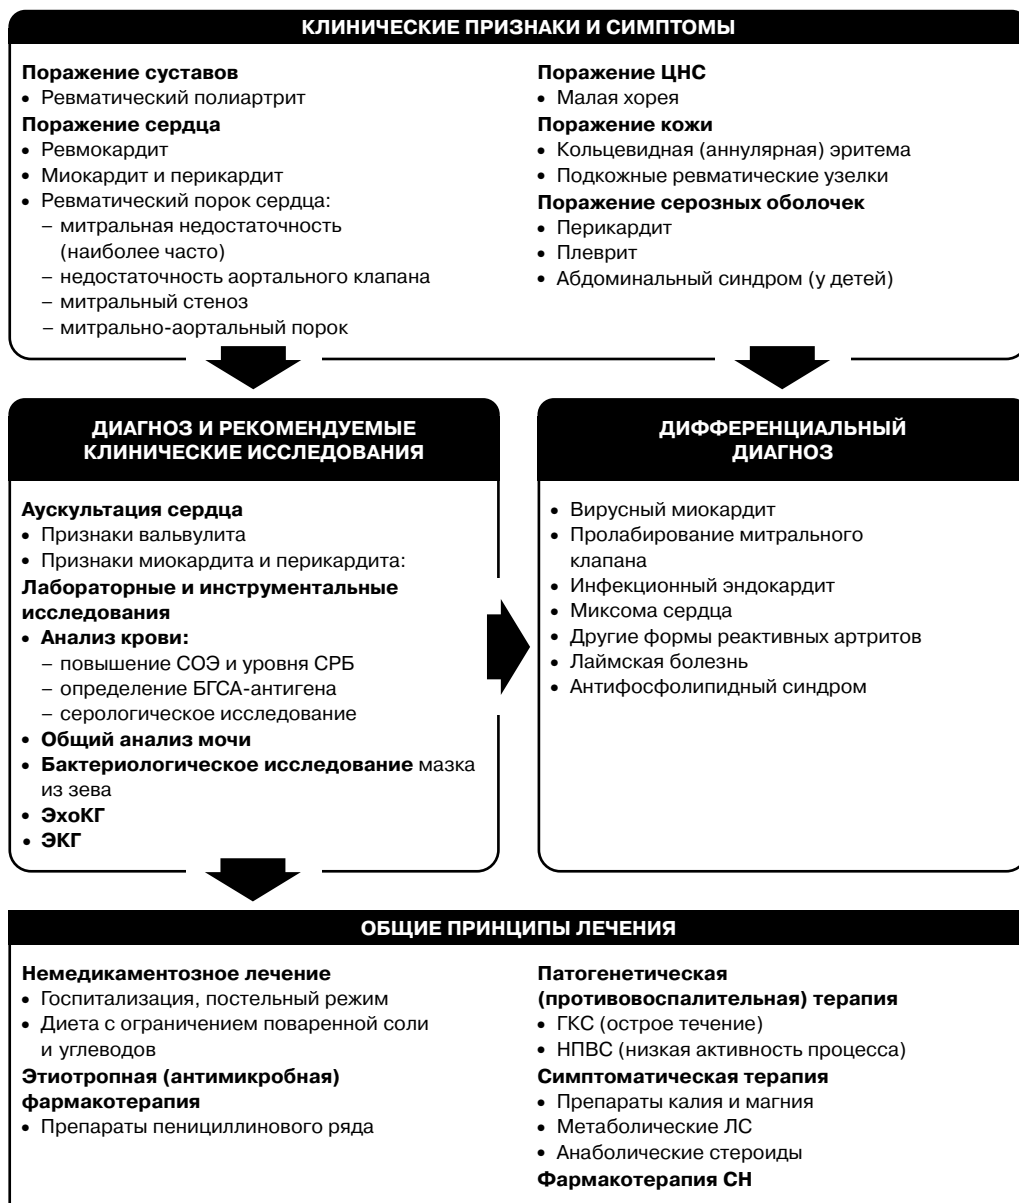 КЛИНИЧЕСКИЕ ПРИЗНАКИ И СИМПТОМЫ
Поражение суставов
• Ревматический полиартрит
Поражение сердца
• Ревмокардит
• Миокардит и перикардит
• Ревматический порок сердца:
– митральная недостаточность
(наиболее часто)
– недостаточность аортального клапана
– митральный стеноз
– митрально-аортальный порок
Поражение ЦНС
• Малая хорея
Поражение кожи
• Кольцевидная (аннулярная) эритема
• Подкожные ревматические узелки
Поражение серозных оболочек
• Перикардит
• Плеврит
• Абдоминальный синдром (у детей)
ДИАГНОЗ И РЕКОМЕНДУЕМЫЕ
КЛИНИЧЕСКИЕ ИССЛЕДОВАНИЯ
Аускультация сердца
• Признаки вальвулита
• Признаки миокардита и перикардита:
Лабораторные и инструментальные
исследования
• Анализ крови:
– повышение СОЭ и уровня СРБ
– определение БГСА-антигена
– серологическое исследование
• Общий анализ мочи
• Бактериологическое исследование мазка
из зева
• ЭхоКГ
• ЭКГ
ДИФФЕРЕНЦИАЛЬНЫЙ
ДИАГНОЗ
• Вирусный миокардит
• Пролабирование митрального
клапана
• Инфекционный эндокардит
• Миксома сердца
• Другие формы реактивных артритов
• Лаймская болезнь
• Антифосфолипидный синдром
ОБЩИЕ ПРИНЦИПЫ ЛЕЧЕНИЯ
Немедикаментозное лечение
• Госпитализация, постельный режим
• Диета с ограничением поваренной соли
и углеводов
Этиотропная (антимикробная)
фармакотерапия
• Препараты пенициллинового ряда
Патогенетическая
(противовоспалительная) терапия
• ГКС (острое течение)
• НПВС (низкая активность процесса)
Симптоматическая терапия
• Препараты калия и магния
• Метаболические ЛС
• Анаболические стероиды
Фармакотерапия СН